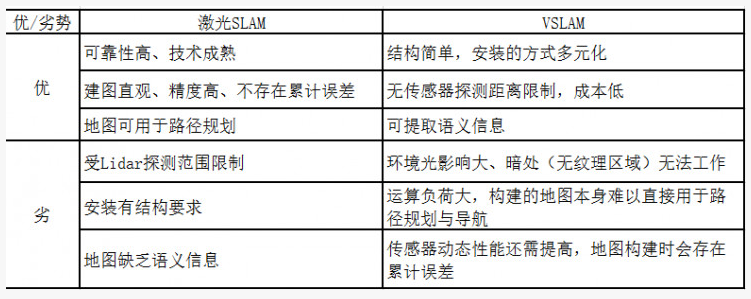 优/劣势 激光SLAM VSLAM
优
可靠性高、技术成熟 结构简单，安装的方式多元化
建图直观、精度高、不存在累计误差 无传感器探测距离限制，成本低
地图可用于路径规划 可提取语义信息
劣
受Lidar探测范围限制 环境光影响大、暗处（无纹理区域）无法工作
安装有结构要求 运算负荷大，构建的地图本身难以直接用于路
径规划与导航
地图缺乏语义信息 传感器动态性能还需提高，地图构建时会存在
累计误差